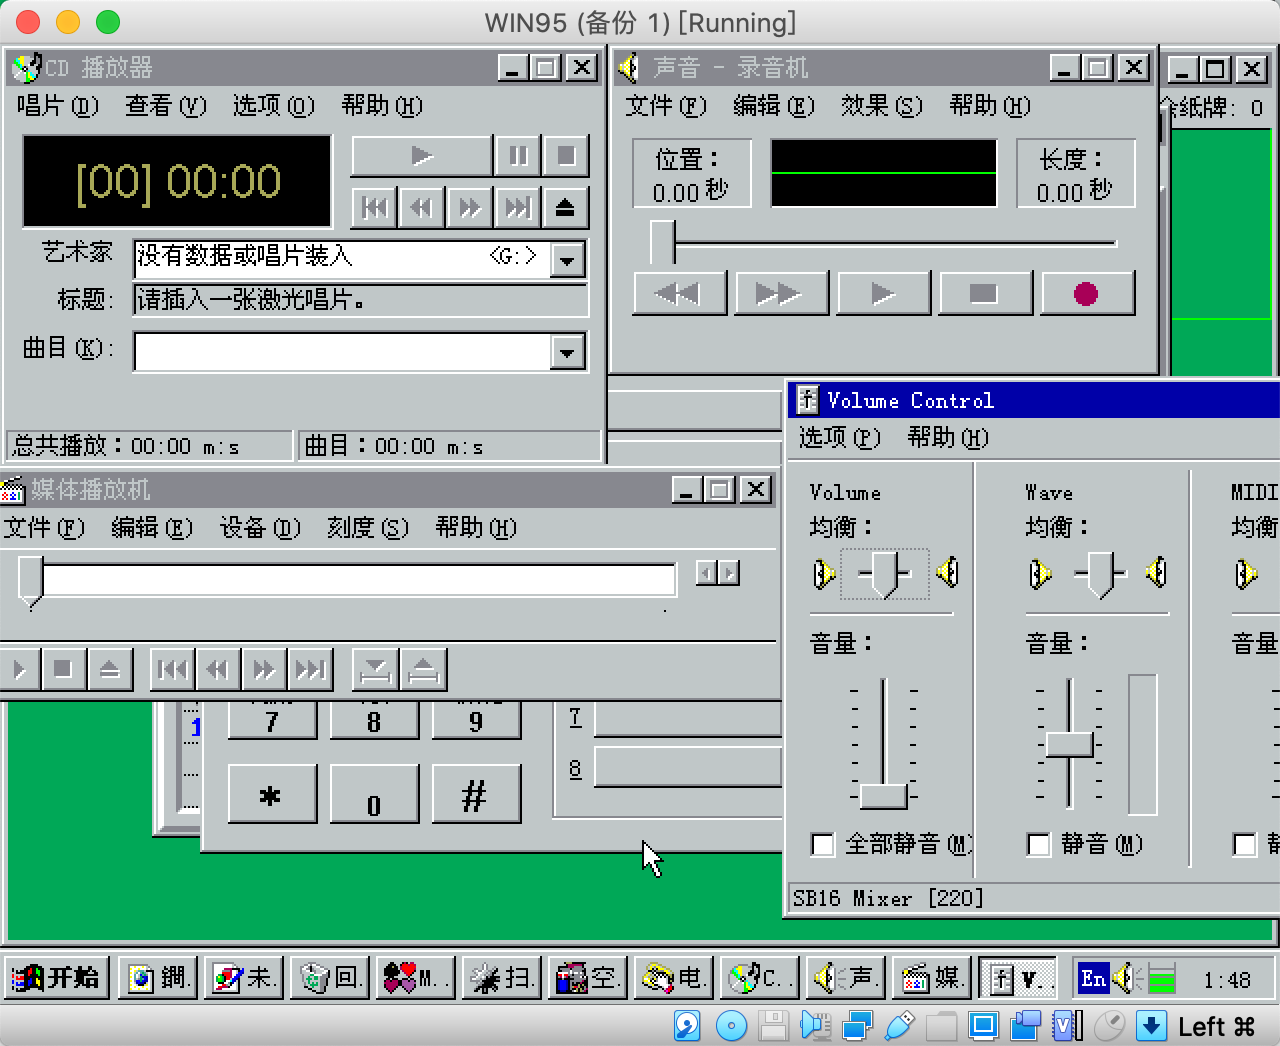 WIN95 (备份 1) [Running]
CD 播放器
唱片(D) 查看(V) 选项(O) 帮助(H)
[00] 00:00
艺术家 没有数据或唱片装入 <G:>
标题: 请插入一张激光唱片。
曲目(K):
总共播放：00:00 m:s 曲目：00:00 m:s
声音 - 录音机
文件(F) 编辑(E) 效果(S) 帮助(H)
位置：
0.00 秒
长度：
0.00 秒
纸牌: 0
媒体播放机
文件(F) 编辑(E) 设备(D) 刻度(S) 帮助(H)
Volume Control
选项(P) 帮助(H)
Volume Wave MIDI
均衡： 均衡： 均衡
音量： 音量： 音量
全部静音(M) 静音(M)
SB16 Mixer [220]
1
7 8 9
* 0 #
7
8
开始 未. 回. M.. 扫. 空. 电. C.. 声. 媒. V..
En 1:48
Left ⌘